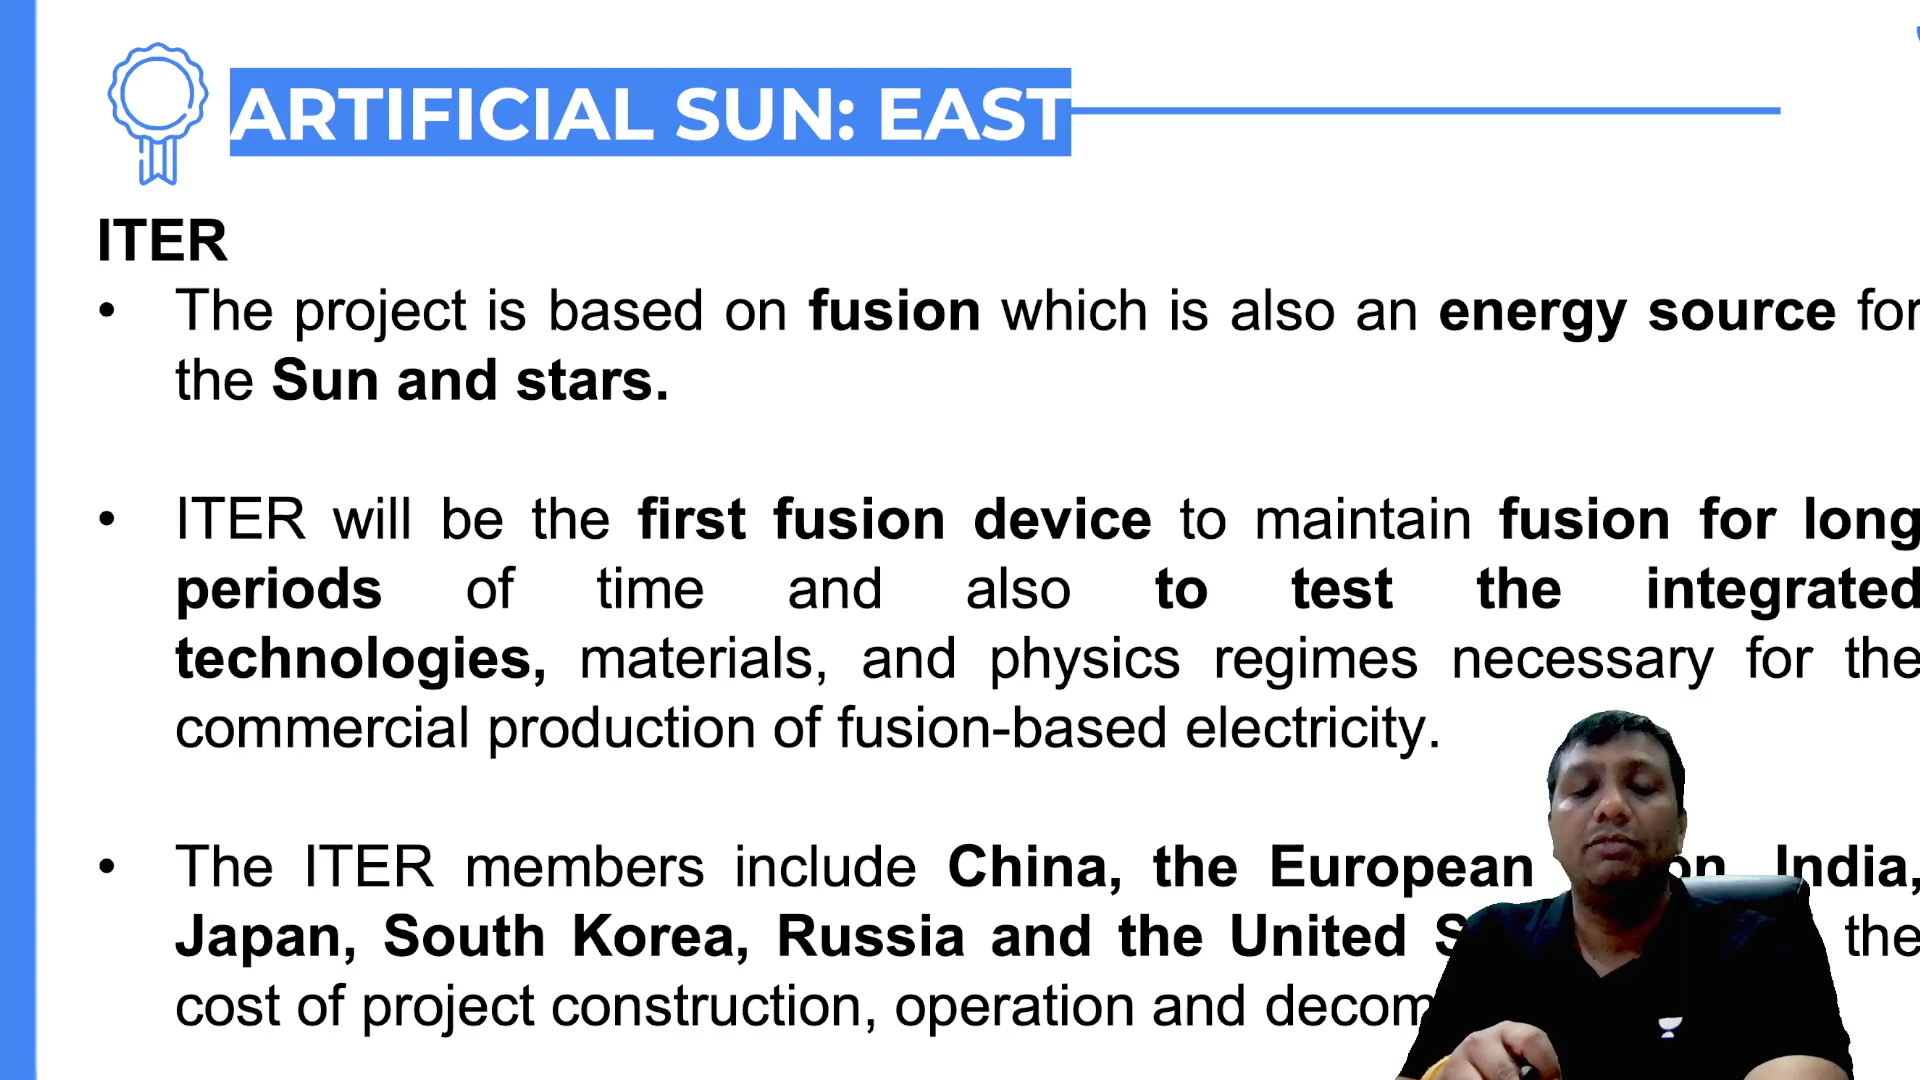 ARTIFICIAL SUN: EAST
ITER
• The project is based on fusion which is also an energy source for
the Sun and stars.
• ITER will be the first fusion device to maintain fusion for long
periods of time and also to test the integrated
technologies, materials, and physics regimes necessary for the
commercial production of fusion-based electricity.
• The ITER members include China, the European India,
Japan, South Korea, Russia and the United the
cost of project construction, operation and